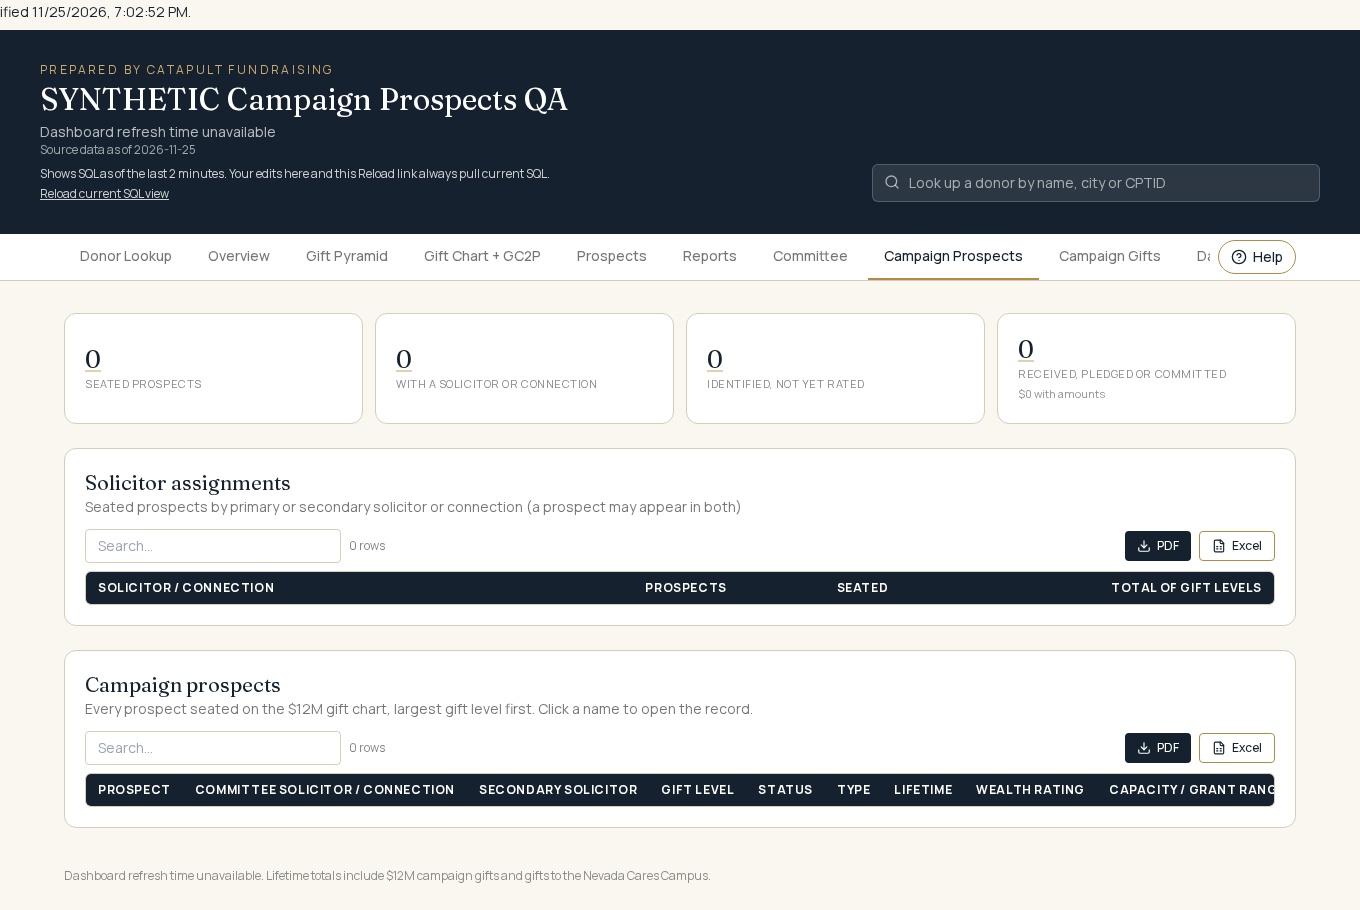 ified 11/25/2026, 7:02:52 PM.
PREPARED BY CATAPULT FUNDRAISING
SYNTHETIC Campaign Prospects QA
Dashboard refresh time unavailable
Source data as of 2026-11-25
Shows SQL as of the last 2 minutes. Your edits here and this Reload link always pull current SQL.
Reload current SQL view
Look up a donor by name, city or CPTID
Donor Lookup Overview Gift Pyramid Gift Chart + GC2P Prospects Reports Committee Campaign Prospects Campaign Gifts Da Help
0
SEATED PROSPECTS
0
WITH A SOLICITOR OR CONNECTION
0
IDENTIFIED, NOT YET RATED
0
RECEIVED, PLEDGED OR COMMITTED
$0 with amounts
Solicitor assignments
Seated prospects by primary or secondary solicitor or connection (a prospect may appear in both)
Search... 0 rows PDF Excel
SOLICITOR / CONNECTION PROSPECTS SEATED TOTAL OF GIFT LEVELS
Campaign prospects
Every prospect seated on the $12M gift chart, largest gift level first. Click a name to open the record.
Search... 0 rows PDF Excel
PROSPECT COMMITTEE SOLICITOR / CONNECTION SECONDARY SOLICITOR GIFT LEVEL STATUS TYPE LIFETIME WEALTH RATING CAPACITY / GRANT RANG
Dashboard refresh time unavailable. Lifetime totals include $12M campaign gifts and gifts to the Nevada Cares Campus.